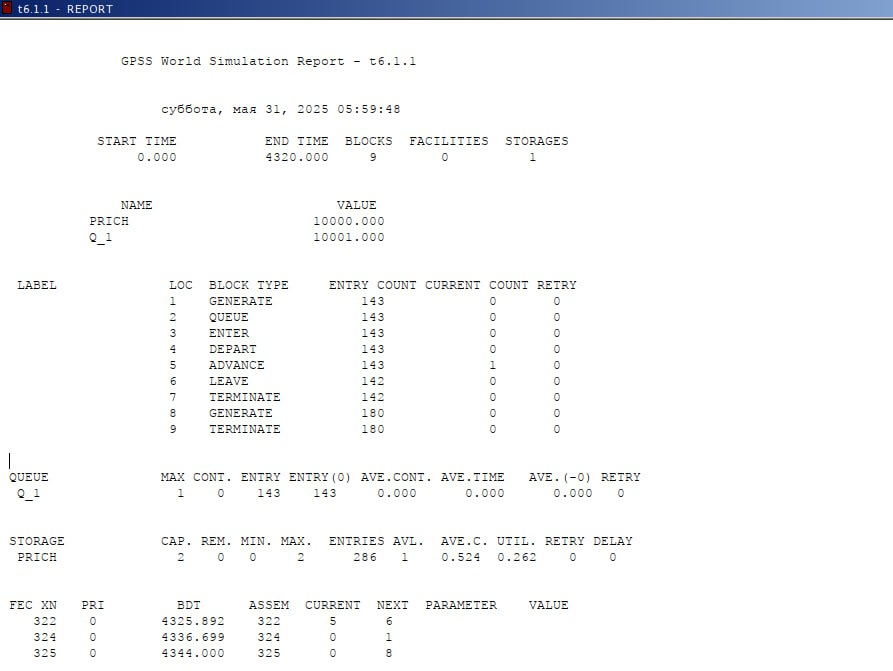 t6.1.1 - REPORT
GPSS World Simulation Report - t6.1.1
суббота, мая 31, 2025 05:59:48
START TIME END TIME BLOCKS FACILITIES STORAGES
0.000 4320.000 9 0 1
NAME VALUE
PRICH 10000.000
Q_1 10001.000
LABEL LOC BLOCK TYPE ENTRY COUNT CURRENT COUNT RETRY
1 GENERATE 143 0 0
2 QUEUE 143 0 0
3 ENTER 143 0 0
4 DEPART 143 0 0
5 ADVANCE 143 1 0
6 LEAVE 142 0 0
7 TERMINATE 142 0 0
8 GENERATE 180 0 0
9 TERMINATE 180 0 0
QUEUE MAX CONT. ENTRY ENTRY(0) AVE.CONT. AVE.TIME AVE.(-0) RETRY
Q_1 1 0 143 143 0.000 0.000 0.000 0
STORAGE CAP. REM. MIN. MAX. ENTRIES AVL. AVE.C. UTIL. RETRY DELAY
PRICH 2 0 0 2 286 1 0.524 0.262 0 0
FEC XN PRI BDT ASSEM CURRENT NEXT PARAMETER VALUE
322 0 4325.892 322 5 6
324 0 4336.699 324 0 1
325 0 4344.000 325 0 8